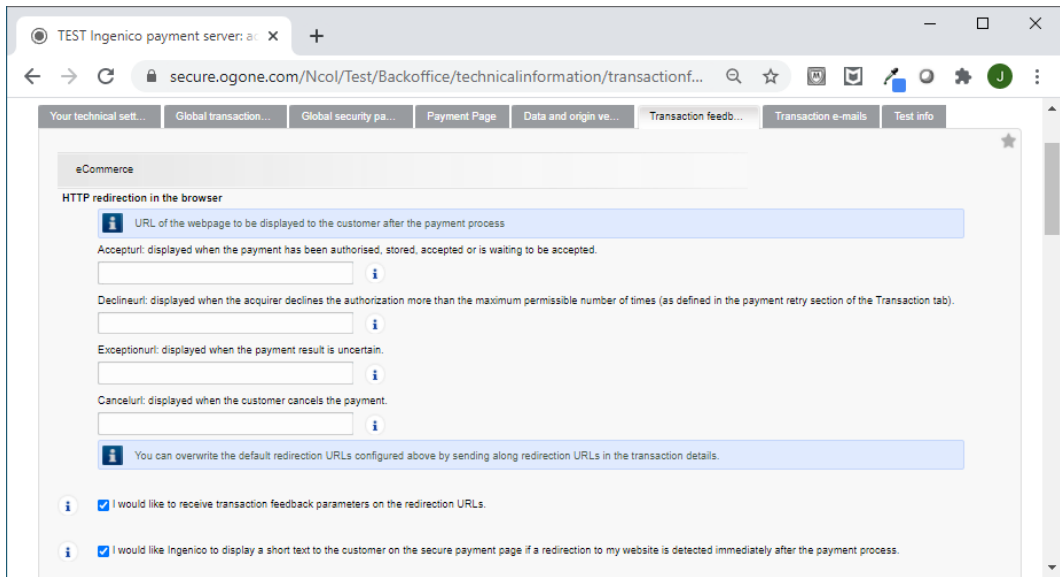 TEST Ingenico payment server: ac
secure.ogone.com/Ncol/Test/Backoffice/technicalinformation/transactionf...
J
Your technical sett...
Global transaction...
Global security pa...
Payment Page
Data and origin ve...
Transaction feedb...
Transaction e-mails
Test info
eCommerce
HTTP redirection in the browser
URL of the webpage to be displayed to the customer after the payment process
Accepturl: displayed when the payment has been authorised, stored, accepted or is waiting to be accepted.
Declineurl: displayed when the acquirer declines the authorization more than the maximum permissible number of times (as defined in the payment retry section of the Transaction tab).
Exceptionurl: displayed when the payment result is uncertain.
Cancelurl: displayed when the customer cancels the payment.
You can overwrite the default redirection URLs configured above by sending along redirection URLs in the transaction details.
I would like to receive transaction feedback parameters on the redirection URLs.
I would like Ingenico to display a short text to the customer on the secure payment page if a redirection to my website is detected immediately after the payment process.